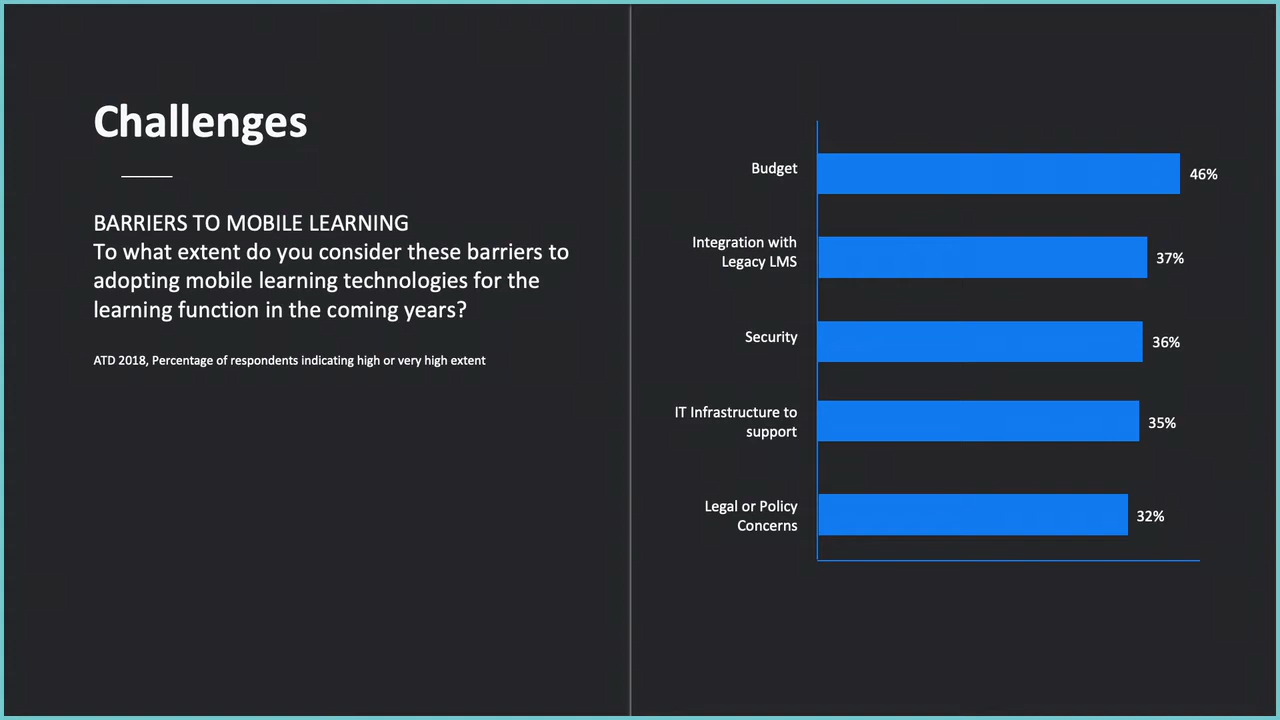 Challenges
BARRIERS TO MOBILE LEARNING
To what extent do you consider these barriers to
adopting mobile learning technologies for the
learning function in the coming years?
ATD 2018, Percentage of respondents indicating high or very high extent
Budget
46%
Integration with
Legacy LMS
37%
Security
36%
IT Infrastructure to
support
35%
Legal or Policy
Concerns
32%